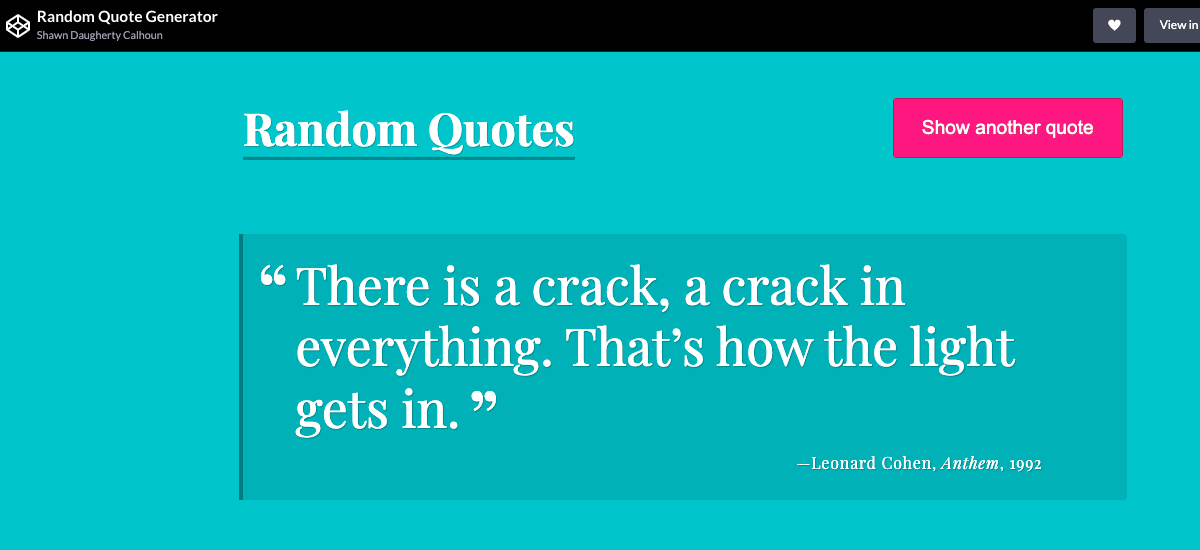 Random Quote Generator
Shawn Daugherty Calhoun
View in
Random Quotes
Show another quote
“ There is a crack, a crack in
everything. That’s how the light
gets in. ”
—Leonard Cohen, Anthem, 1992